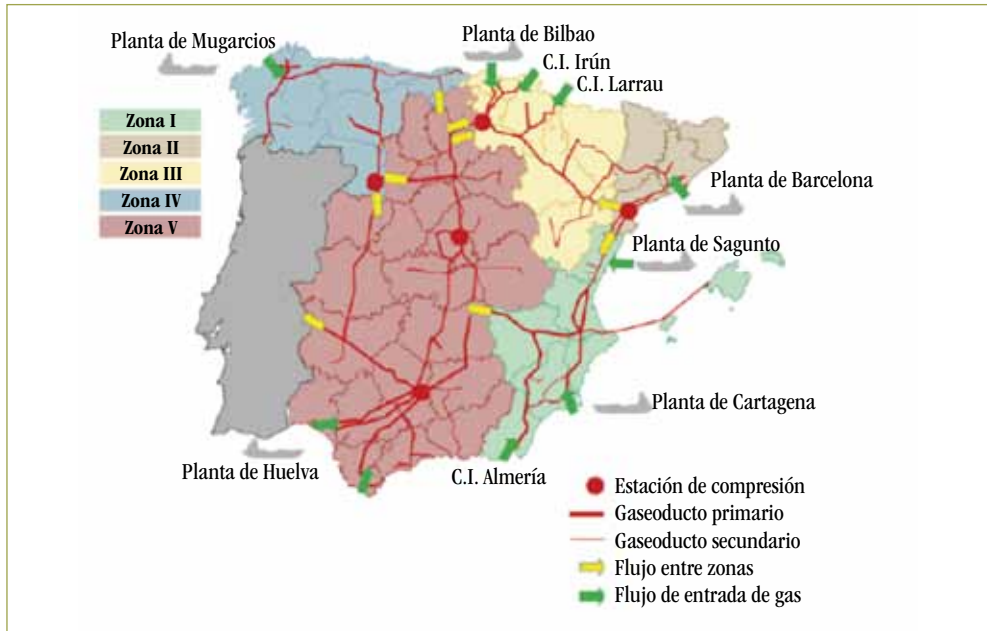 Planta de Bilbao
Planta de Mugarcios
C.I. Irún
C.I. Larrau
Zona I
Zona II
Zona III
Zona IV
Zona V
Planta de Barcelona
Planta de Sagunto
Planta de Cartagena
Planta de Huelva
C.I. Almería
Estación de compresión
Gaseoducto primario
Gaseoducto secundario
Flujo entre zonas
Flujo de entrada de gas